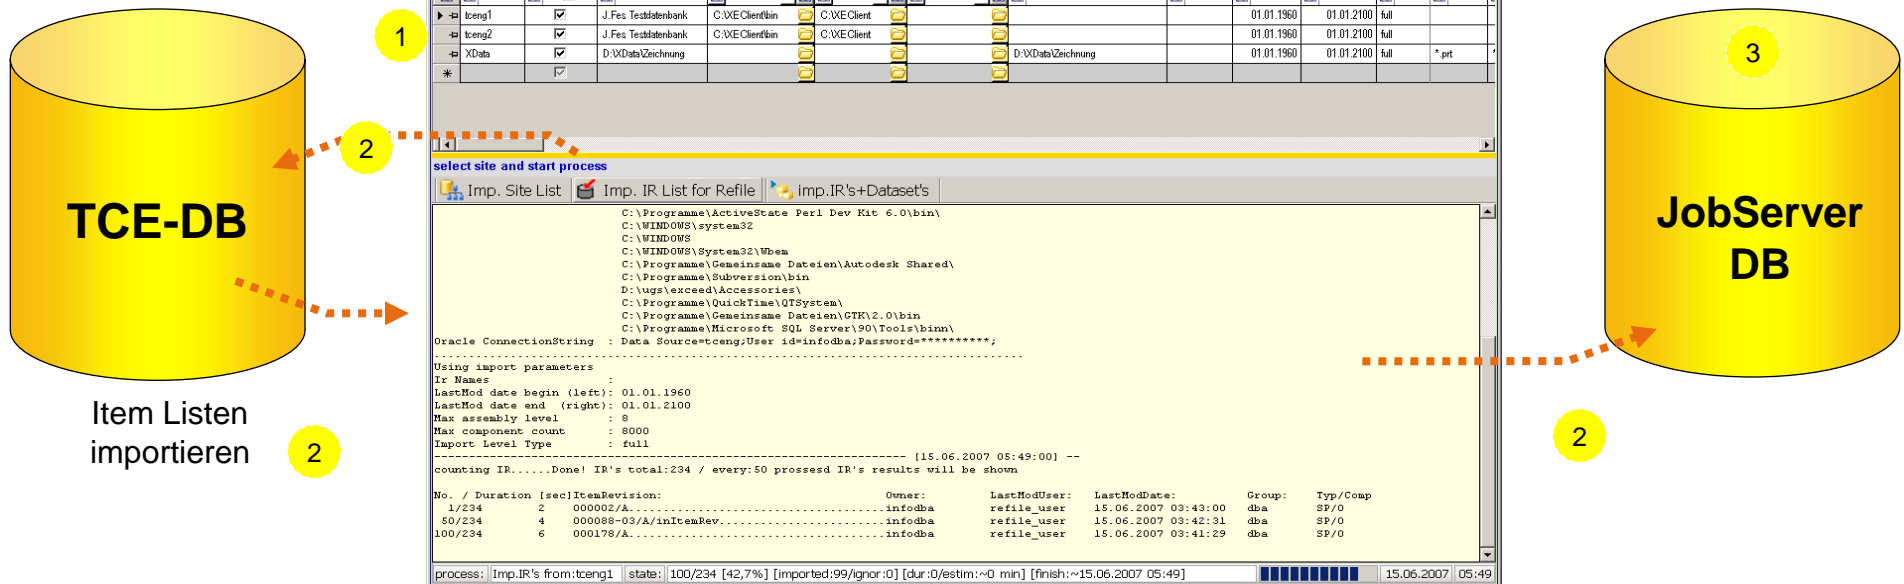 tceng1 J.Fes Testdatenbank C:\XEClient\bin C:\XEClient 01.01.1960 01.01.2100 full
tceng2 J.Fes Testdatenbank C:\XEClient\bin C:\XEClient 01.01.1960 01.01.2100 full
XData D:\XData\Zeichnung D:\XData\Zeichnung 01.01.1960 01.01.2100 full *.prt
1
3
2
select site and start process
Imp. Site List Imp. IR List for Refile imp.IR's+Dataset's
TCE-DB
JobServer
DB
C:\Programme\ActiveState Perl Dev Kit 6.0\bin\
C:\WINDOWS\system32
C:\WINDOWS
C:\WINDOWS\System32\Wbem
C:\Programme\Gemeinsame Dateien\Autodesk Shared\
C:\Programme\Subversion\bin
D:\ugs\exceed\Accessories\
C:\Programme\QuickTime\QTSystem\
C:\Programme\Gemeinsame Dateien\GTK\2.0\bin
C:\Programme\Microsoft SQL Server\90\Tools\binn\
Oracle ConnectionString : Data Source=tceng;User id=infodba;Password=**********;
Using import parameters
Ir Names :
LastMod date begin (left): 01.01.1960
LastMod date end (right): 01.01.2100
Max assembly level : 8
Max component count : 8000
Import Level Type : full
[15.06.2007 05:49:00] --
counting IR......Done! IR's total:234 / every:50 prossesd IR's results will be shown
No. / Duration [sec]ItemRevision: Owner: LastModUser: LastModDate: Group: Typ/Comp
1/234 2 000002/A.....................................infodba refile_user 15.06.2007 03:43:00 dba SP/0
50/234 4 000088-03/A/inItemRev........................infodba refile_user 15.06.2007 03:42:31 dba SP/0
100/234 6 000178/A.....................................infodba refile_user 15.06.2007 03:41:29 dba SP/0
Item Listen
importieren
2
2
process: Imp.IR's from:tceng1 state: 100/234 [42,7%] [imported:99/ignor:0] [dur:0/estim:~0 min] [finish:~15.06.2007 05:49] 15.06.2007 05:49